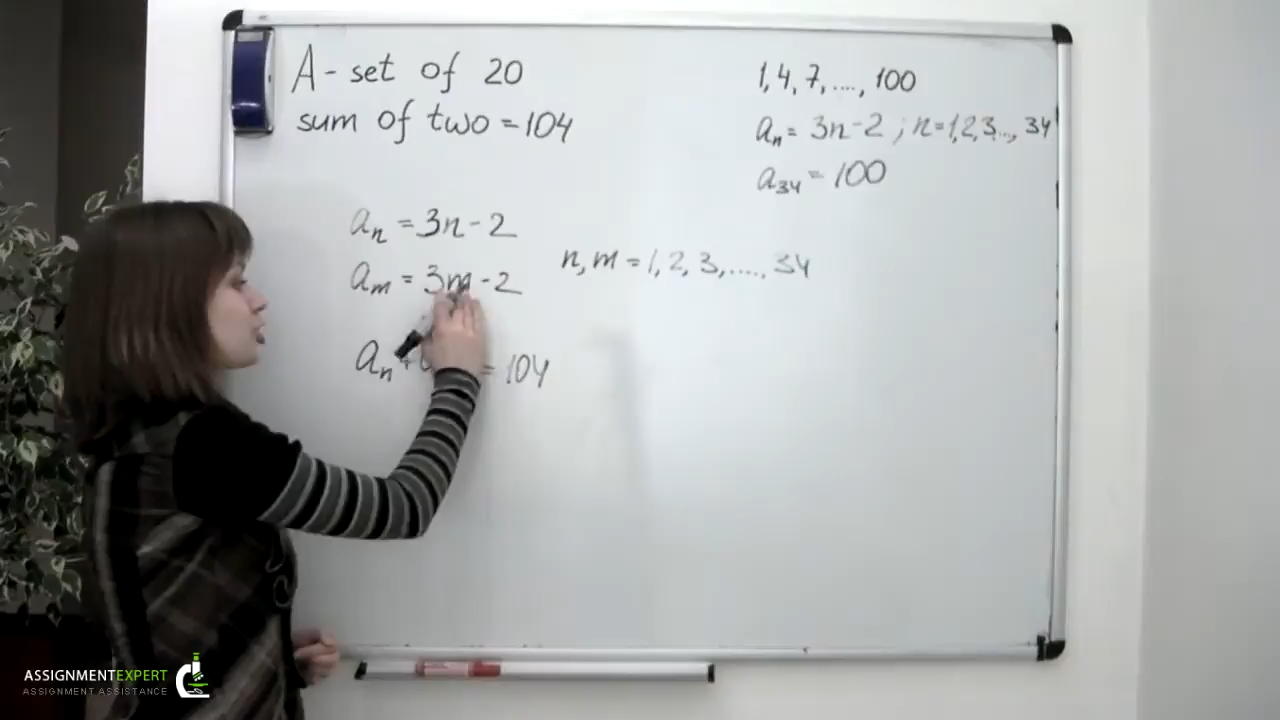 A - set of 20
sum of two = 104
1, 4, 7, ...., 100
aₙ = 3n - 2 ; n = 1, 2, 3..., 34
a₃₄ = 100
aₙ = 3n - 2
aₘ = 3m - 2
n, m = 1, 2, 3, ....., 34
aₙ + = 104
ASSIGNMENTEXPERT
ASSIGNMENT ASSISTANCE